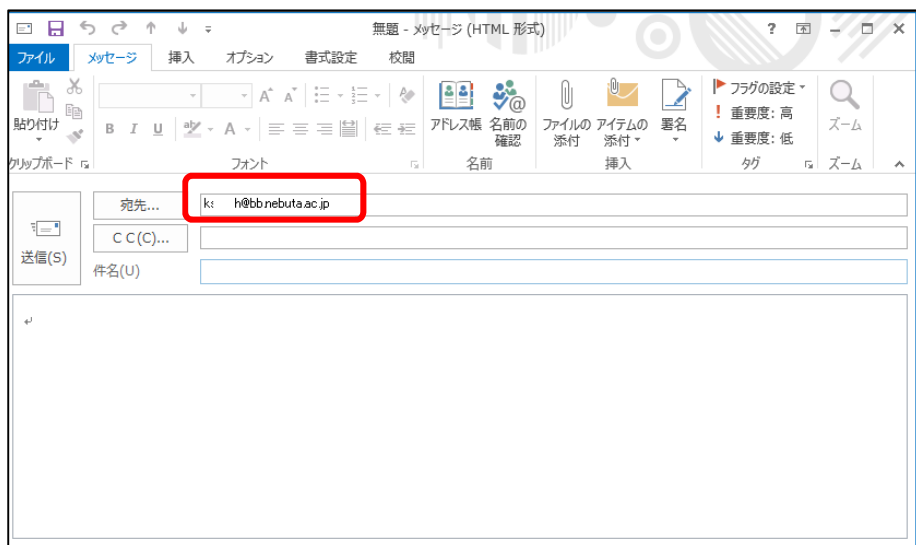 無題 - メッセージ (HTML 形式)
ファイル メッセージ 挿入 オプション 書式設定 校閲
貼り付け
B I U
アドレス帳 名前の確認
ファイルの添付 アイテムの添付 署名
フラグの設定
重要度: 高
重要度: 低
ズーム
クリップボード フォント 名前 挿入 タグ ズーム
宛先... h@bb.nebuta.ac.jp
送信(S)
C C(C)...
件名(U)